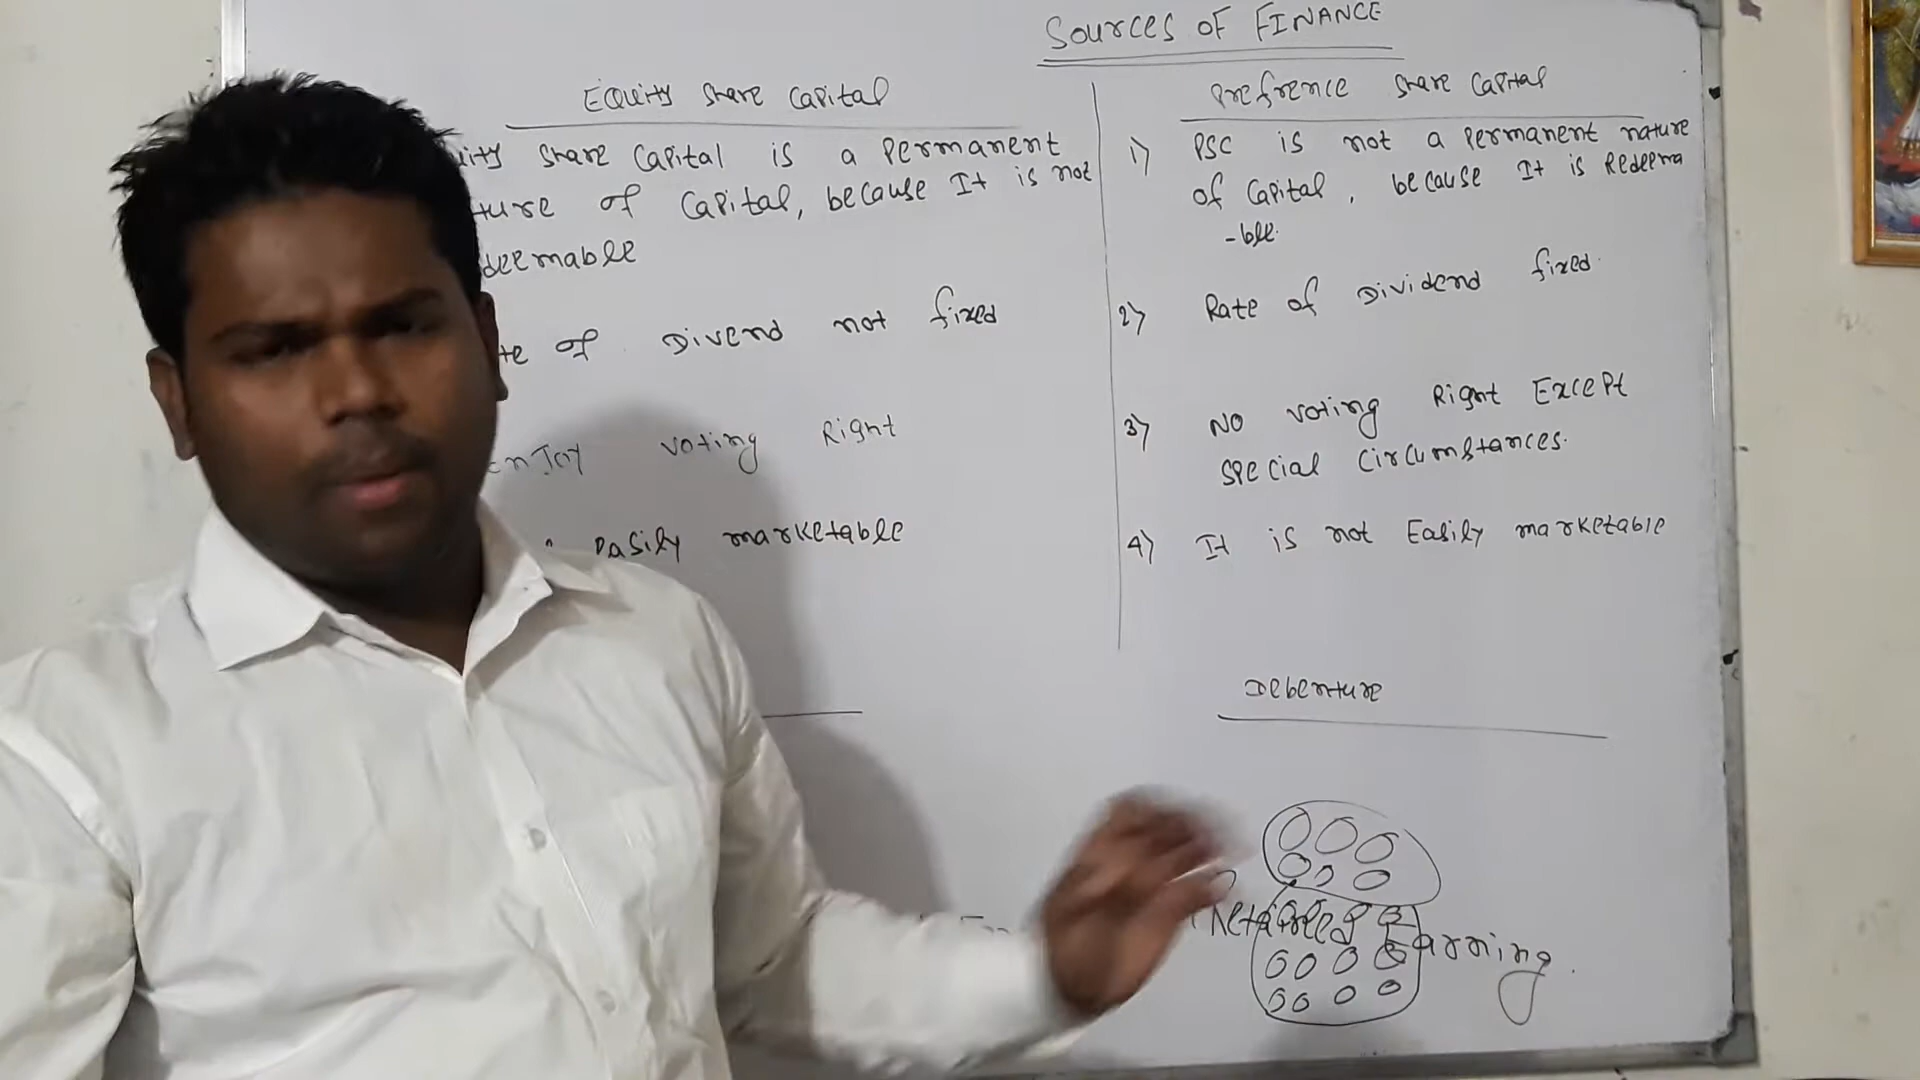 Sources OF FINANCE
Equity Share Capital
ity Share Capital is a Permanent
ture of Capital, because It is not
deemable
te of Divend not fixed
enjoy voting Right
easily marketable
Prefrence Share Capital
1) PSC is not a Permanent nature
of Capital, because It is Redeema
-ble.
2) Rate of Dividend fixed.
3) NO voting Right Except
Special Circumstances.
4) It is not Easily marketable
Debenture
Retained Earning.